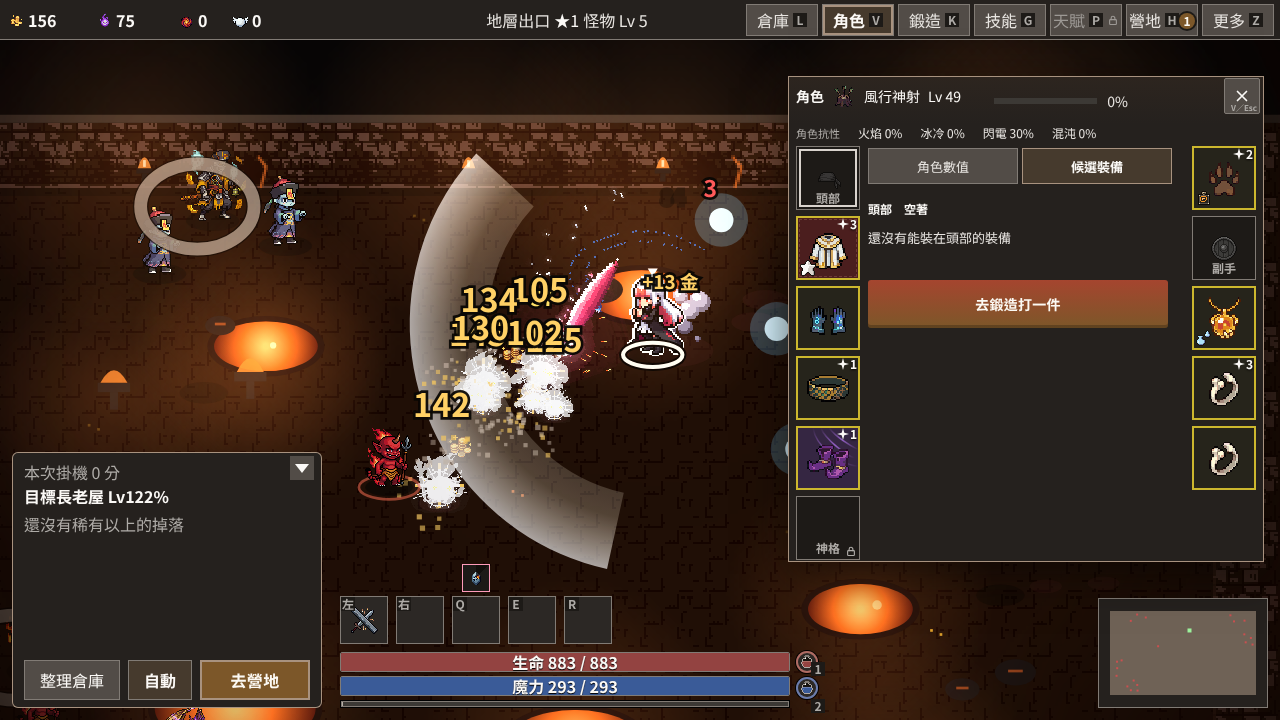 156 75 0 0 地層出口 ★1 怪物 Lv 5 倉庫 L 角色 V 鍛造 K 技能 G 天賦 P 營地 H 1 更多 Z
角色 風行神射 Lv 49 0% V／Esc
角色抗性 火焰 0% 冰冷 0% 閃電 30% 混沌 0%
頭部 角色數值 候選裝備 2
頭部 空著
還沒有能裝在頭部的裝備
3 副手
去鍛造打一件
1 3
1
神格
3
+13 金
134 105
130 1025
142
本次掛機 0 分
目標長老屋 Lv122%
還沒有稀有以上的掉落
整理倉庫 自動 去營地
左 右 Q E R
生命 883 / 883 1
魔力 293 / 293 2